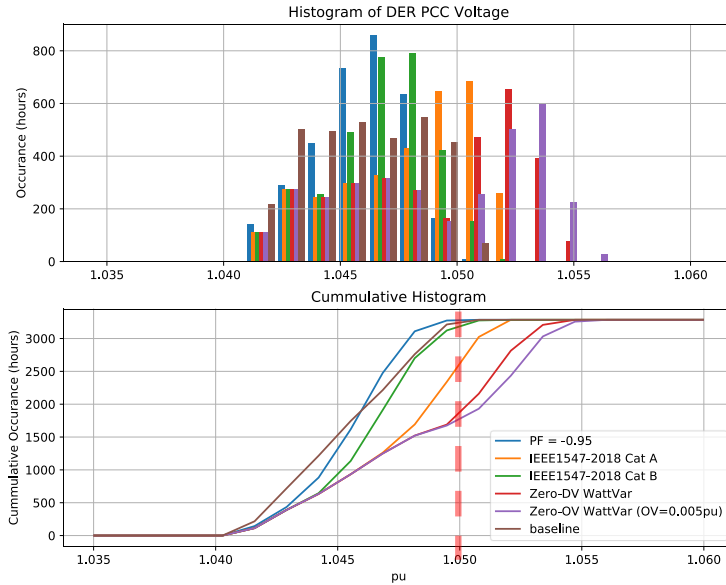 Histogram of DER PCC Voltage
Occurance (hours)
800
600
400
200
0
1.035 1.040 1.045 1.050 1.055 1.060
Cummulative Histogram
Cummulative Occurance (hours)
3000
2500
2000
1500
1000
500
0
PF = -0.95
IEEE1547-2018 Cat A
IEEE1547-2018 Cat B
Zero-DV WattVar
Zero-OV WattVar (OV=0.005pu)
baseline
1.035 1.040 1.045 1.050 1.055 1.060
pu